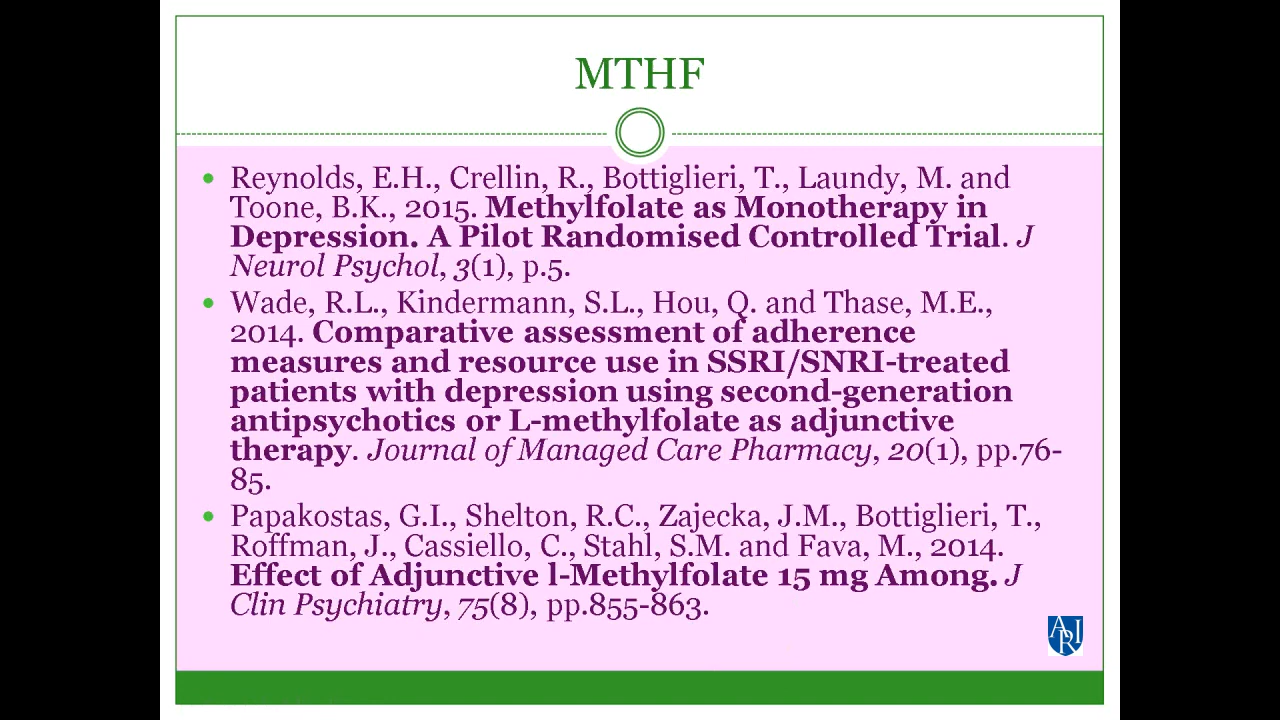 MTHF
• Reynolds, E.H., Crellin, R., Bottiglieri, T., Laundy, M. and
Toone, B.K., 2015. Methylfolate as Monotherapy in
Depression. A Pilot Randomised Controlled Trial. J
Neurol Psychol, 3(1), p.5.
• Wade, R.L., Kindermann, S.L., Hou, Q. and Thase, M.E.,
2014. Comparative assessment of adherence
measures and resource use in SSRI/SNRI-treated
patients with depression using second-generation
antipsychotics or L-methylfolate as adjunctive
therapy. Journal of Managed Care Pharmacy, 20(1), pp.76-
85.
• Papakostas, G.I., Shelton, R.C., Zajecka, J.M., Bottiglieri, T.,
Roffman, J., Cassiello, C., Stahl, S.M. and Fava, M., 2014.
Effect of Adjunctive l-Methylfolate 15 mg Among. J
Clin Psychiatry, 75(8), pp.855-863.
ARI